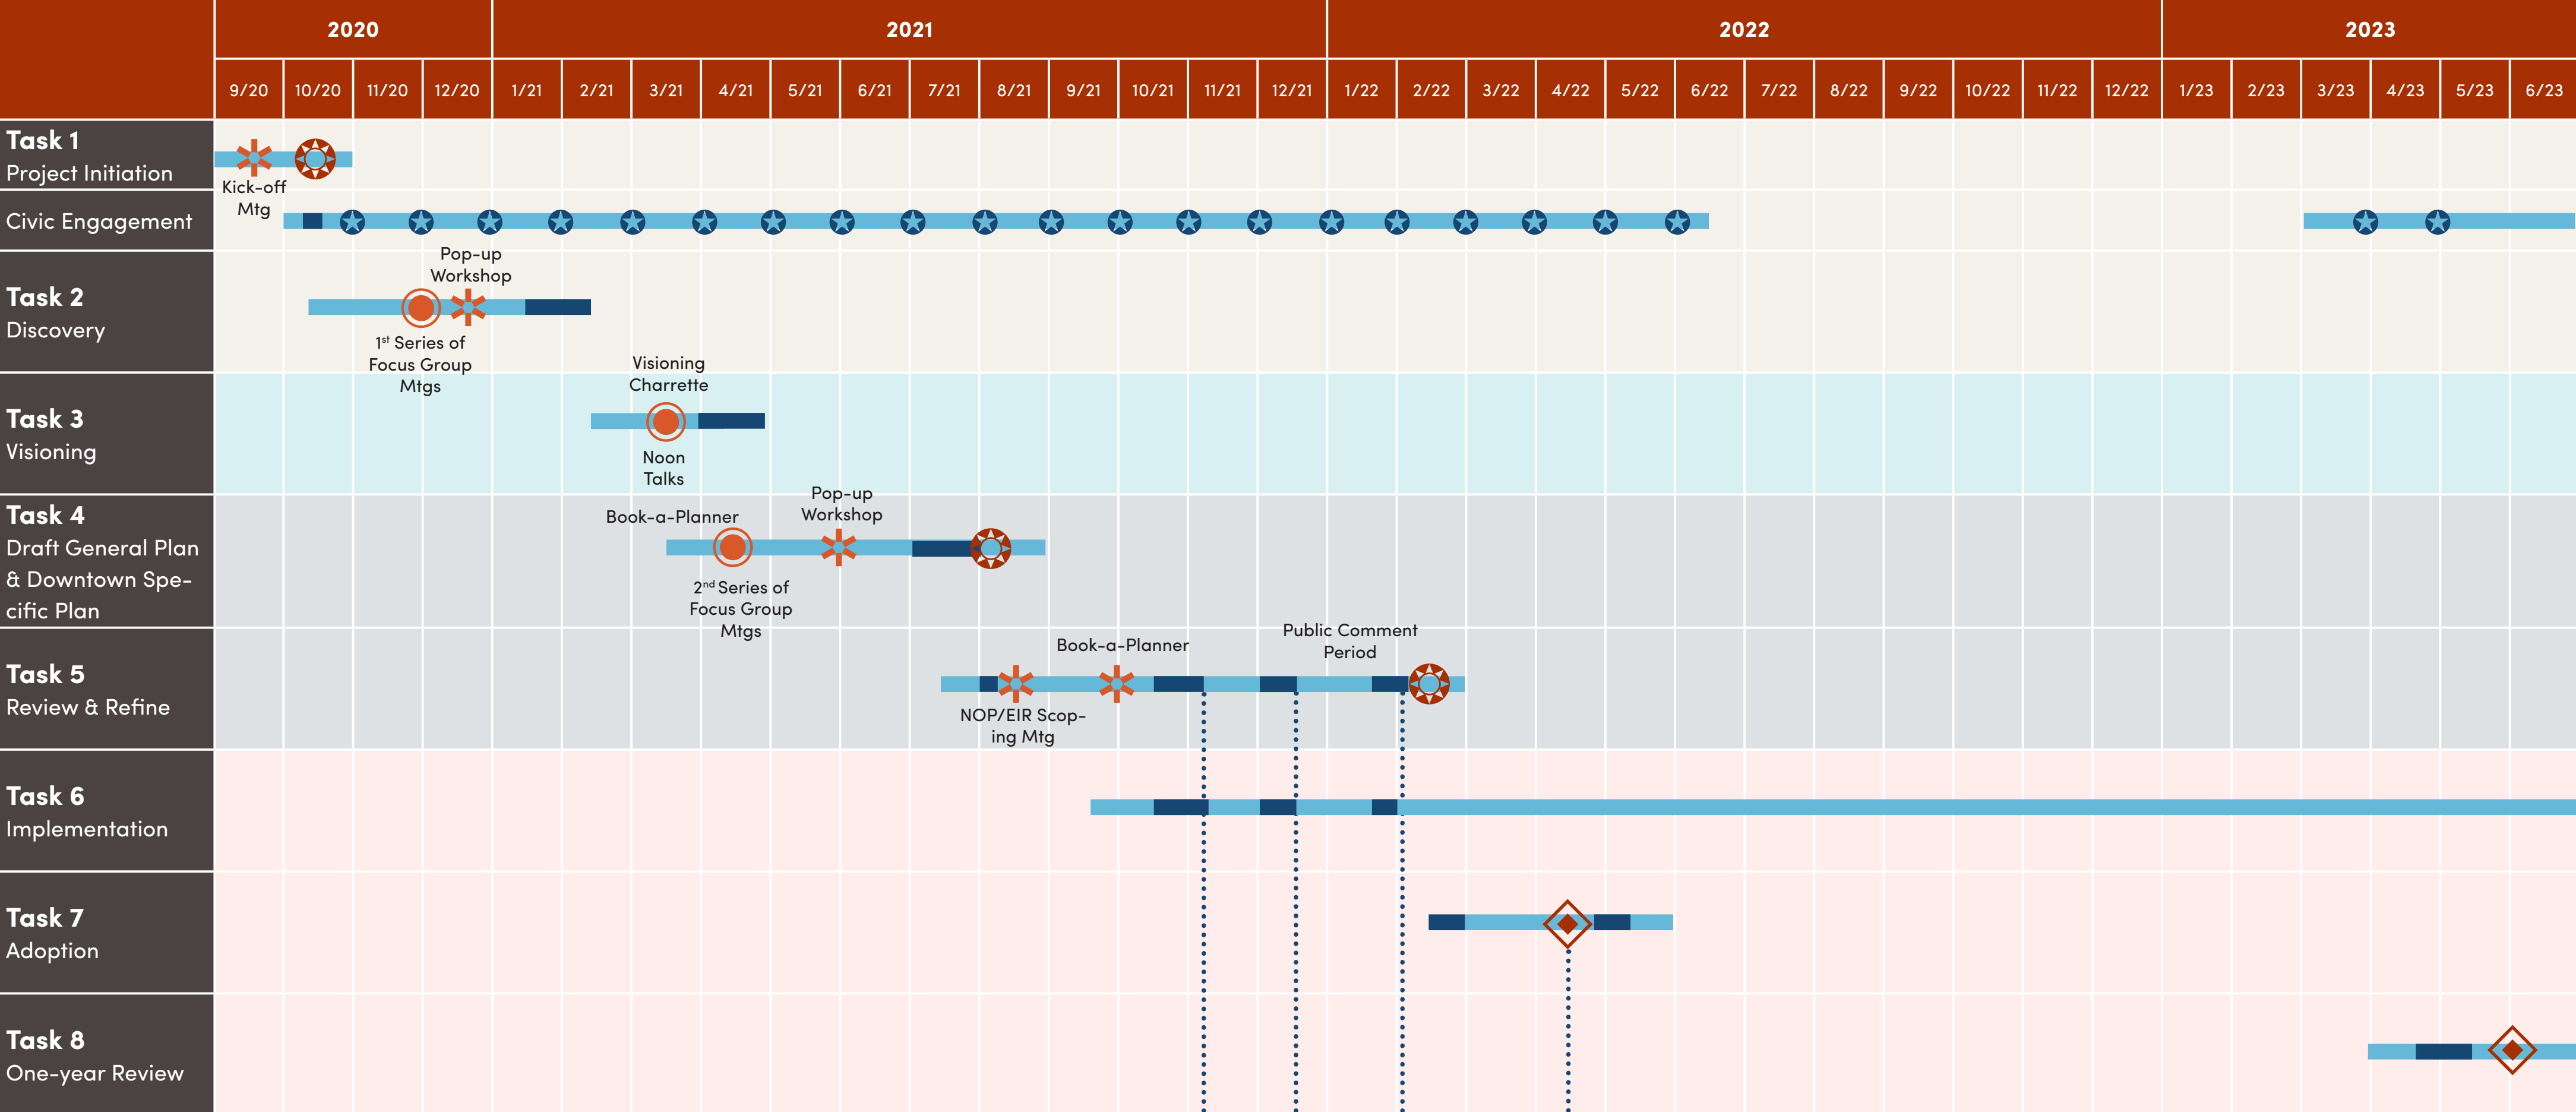 2020 2021 2022 2023
9/20 10/20 11/20 12/20 1/21 2/21 3/21 4/21 5/21 6/21 7/21 8/21 9/21 10/21 11/21 12/21 1/22 2/22 3/22 4/22 5/22 6/22 7/22 8/22 9/22 10/22 11/22 12/22 1/23 2/23 3/23 4/23 5/23 6/23
Task 1
Project Initiation
Kick-off
Mtg
Civic Engagement
Task 2
Discovery
Pop-up
Workshop
1st Series of
Focus Group
Mtgs
Task 3
Visioning
Visioning
Charrette
Noon
Talks
Task 4
Draft General Plan
& Downtown Spe-
cific Plan
Book-a-Planner
Pop-up
Workshop
2nd Series of
Focus Group
Mtgs
Task 5
Review & Refine
Book-a-Planner
Public Comment
Period
NOP/EIR Scop-
ing Mtg
Task 6
Implementation
Task 7
Adoption
Task 8
One-year Review